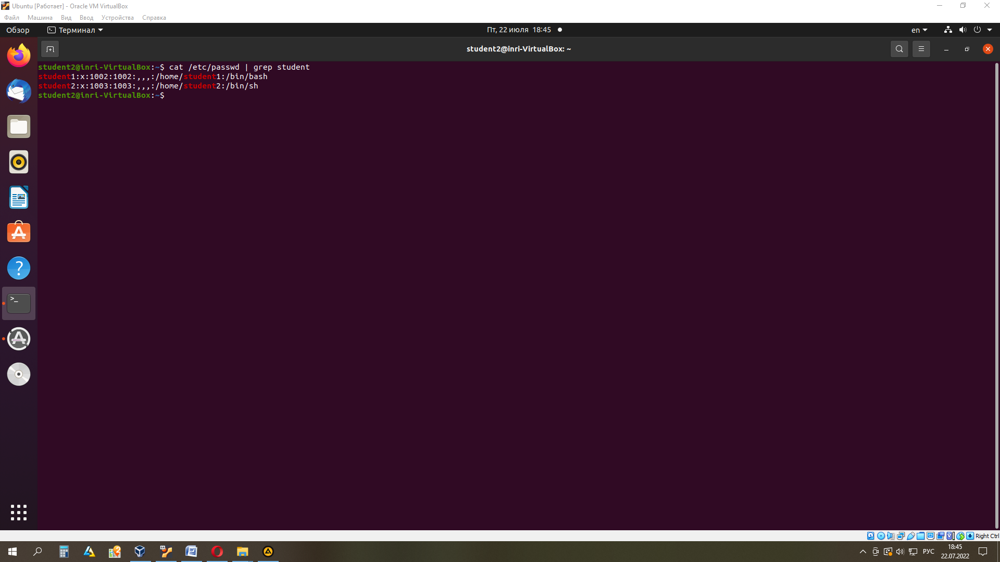 Ubuntu [Работает] - Oracle VM VirtualBox
Файл Машина Вид Ввод Устройства Справка
Обзор Терминал Пт, 22 июля 18:45 en
student2@inri-VirtualBox: ~
student2@inri-VirtualBox:~$ cat /etc/passwd | grep student
student1:x:1002:1002:,,,:/home/student1:/bin/bash
student2:x:1003:1003:,,,:/home/student2:/bin/sh
student2@inri-VirtualBox:~$
Right Ctrl
РУС
18:45
22.07.2022